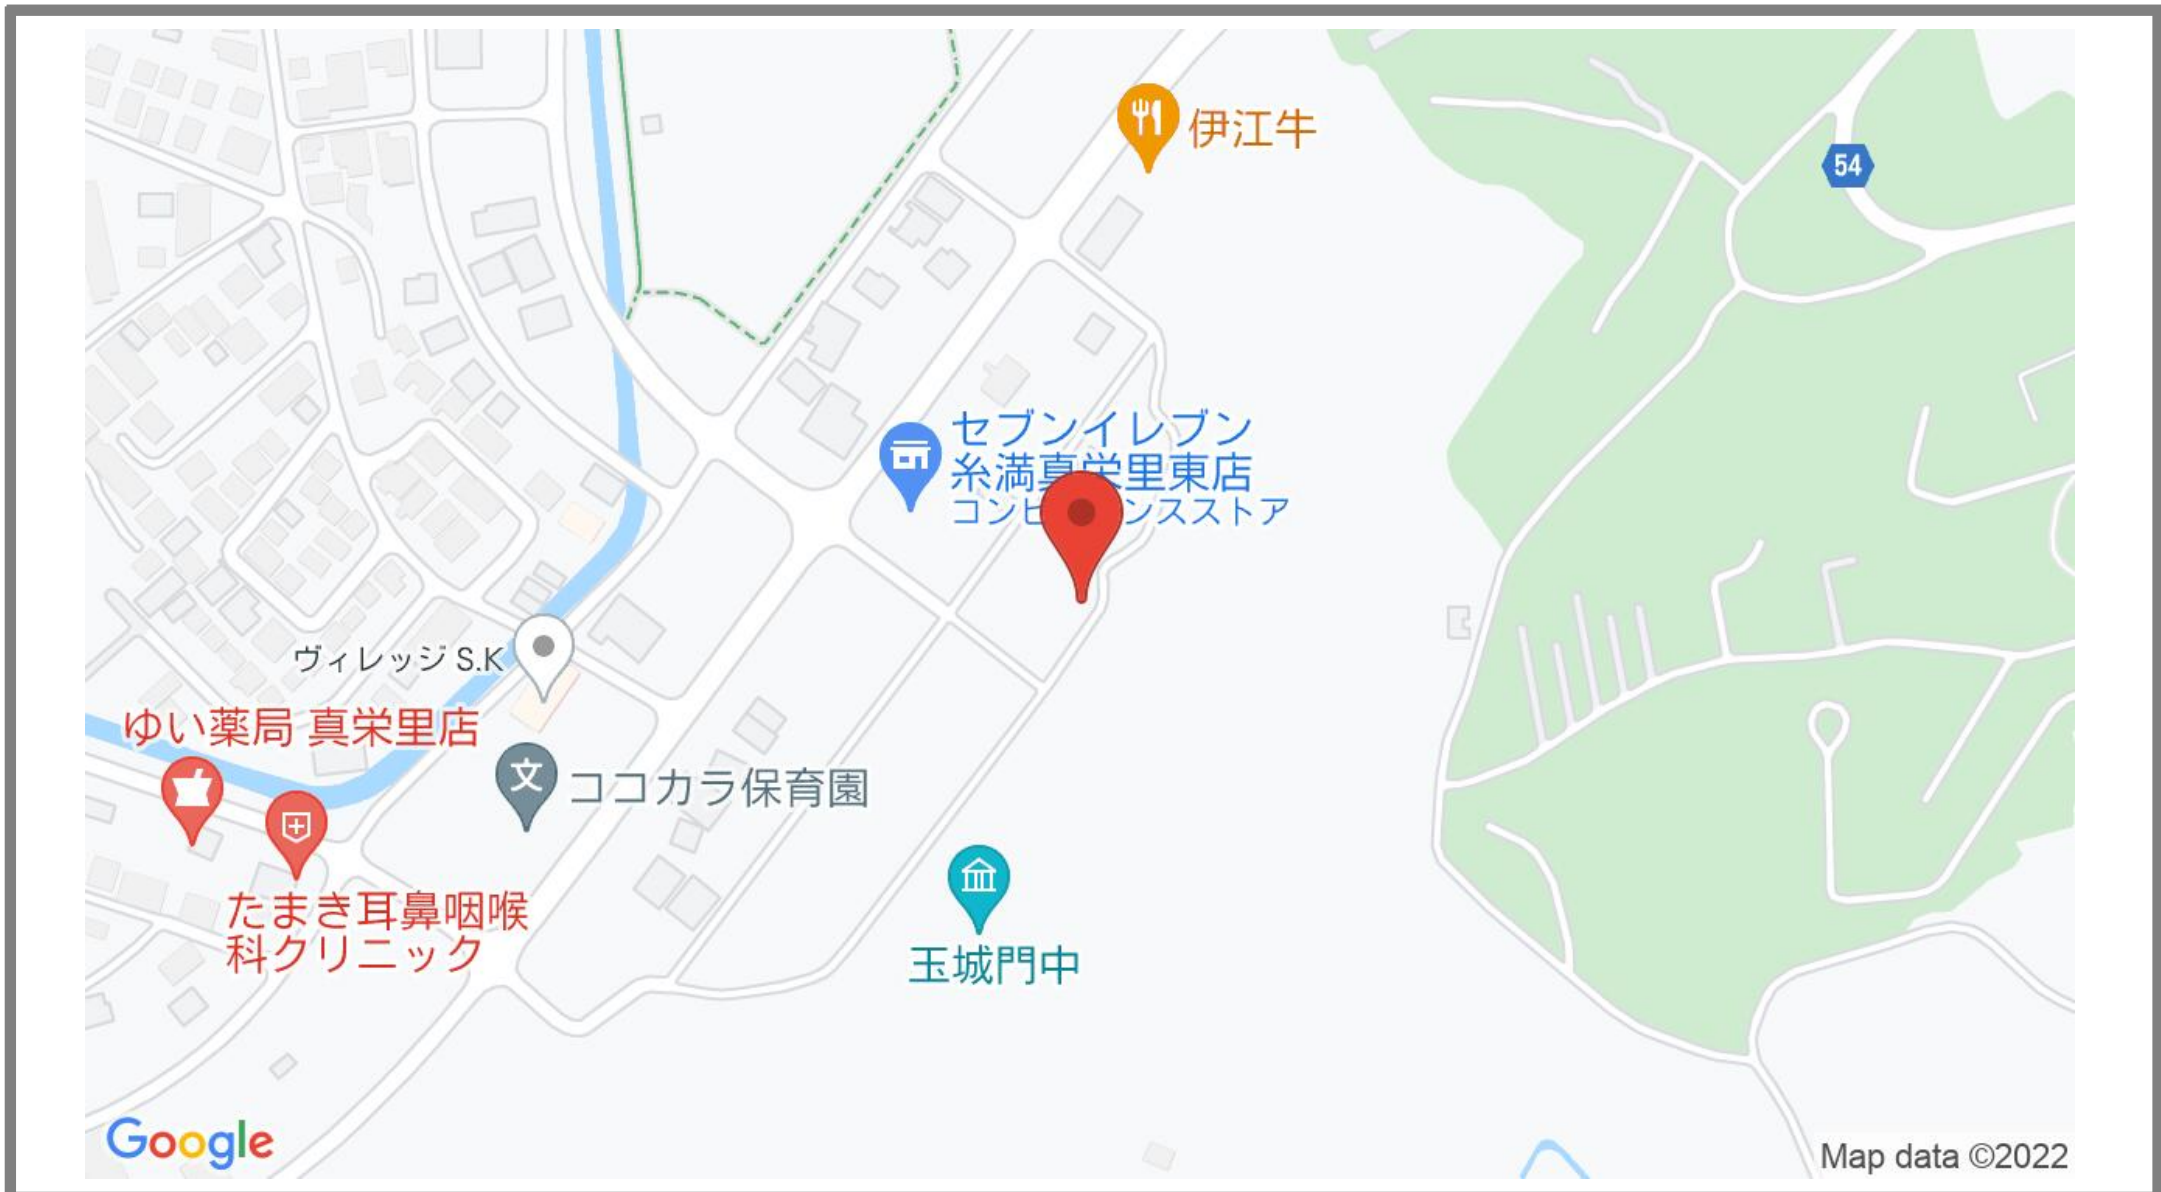 伊江牛
54
セブンイレブン
糸満真栄里東店
コンビニエンスストア
ヴィレッジ S.K
ゆい薬局 真栄里店
文
ココカラ保育園
たまき耳鼻咽喉
科クリニック
玉城門中
Google
Map data ©2022